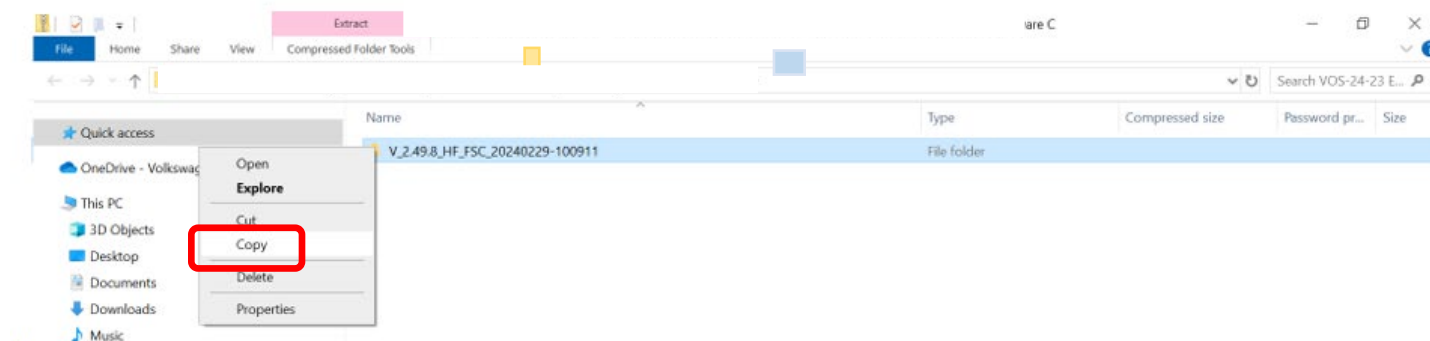 Extract
are C
File Home Share View Compressed Folder Tools
Search VOS-24-23 E...
Name Type Compressed size Password pr... Size
Quick access
V_2.49.8_HF_FSC_20240229-100911 File folder
OneDrive - Volkswag
Open
Explore
This PC
Cut
3D Objects
Copy
Desktop
Delete
Documents
Downloads
Properties
Music